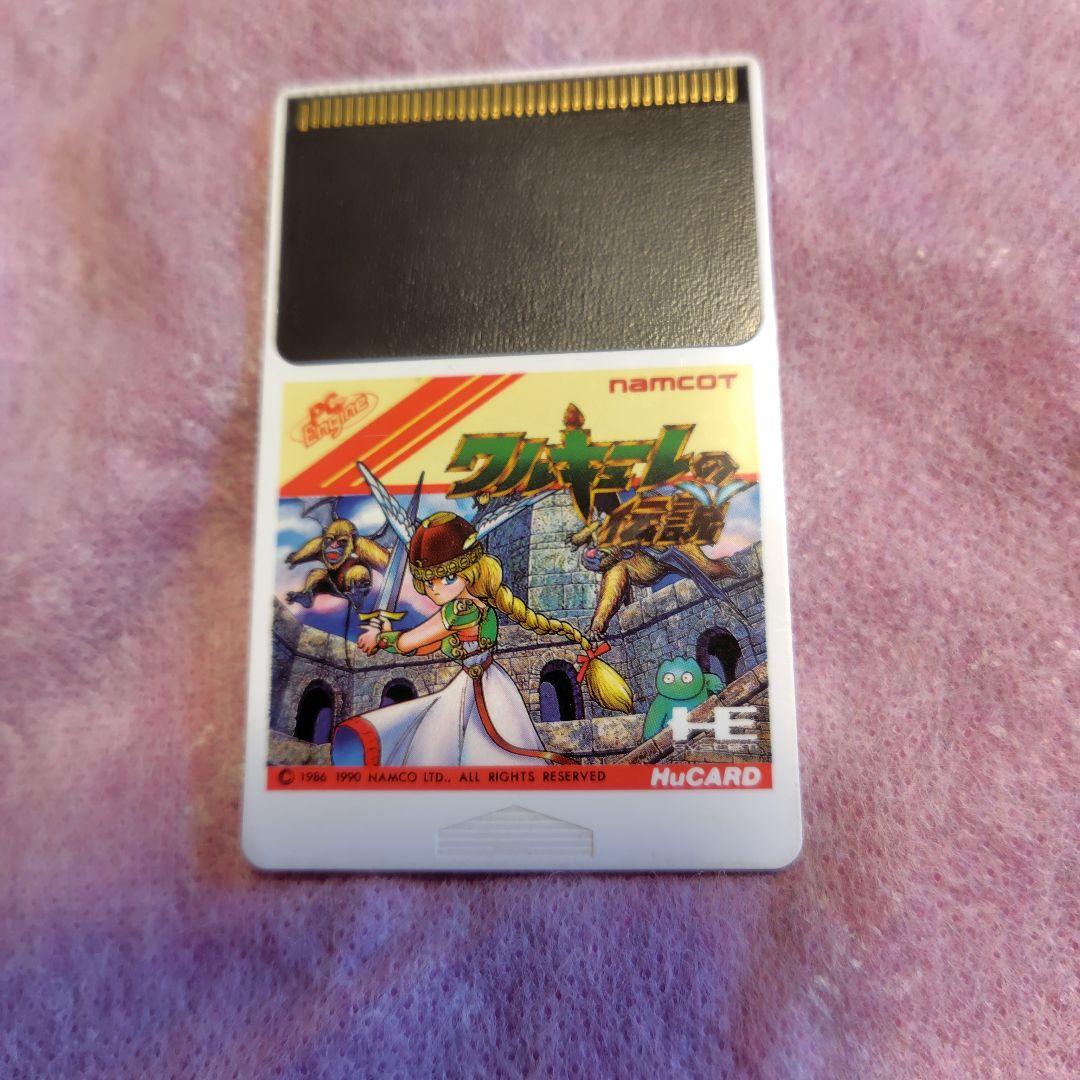 namcoT
PC
Engine
ワルキューレの
伝説
HE
SYSTEM
© 1986 1990 NAMCO LTD., ALL RIGHTS RESERVED
HuCARD